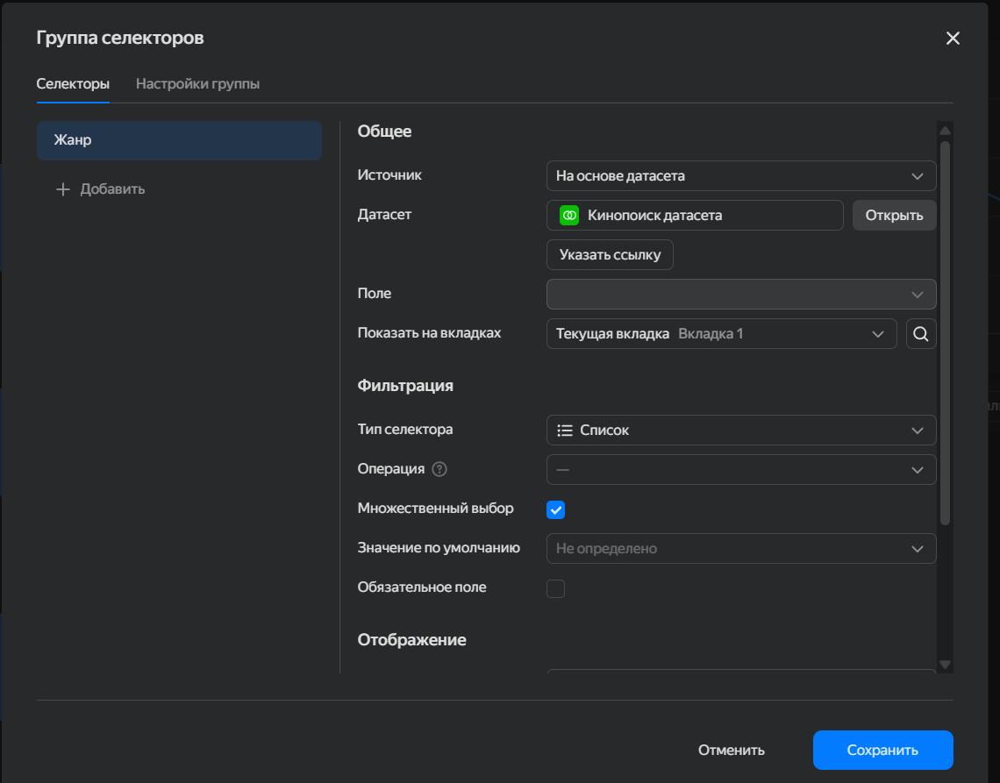 Группа селекторов
Селекторы Настройки группы
Жанр
Добавить
Общее
Источник На основе датасета
Датасет Кинопоиск датасета Открыть
Указать ссылку
Поле
Показать на вкладках Текущая вкладка Вкладка 1
Фильтрация
Тип селектора Список
Операция ? —
Множественный выбор
Значение по умолчанию Не определено
Обязательное поле
Отображение
Отменить Сохранить